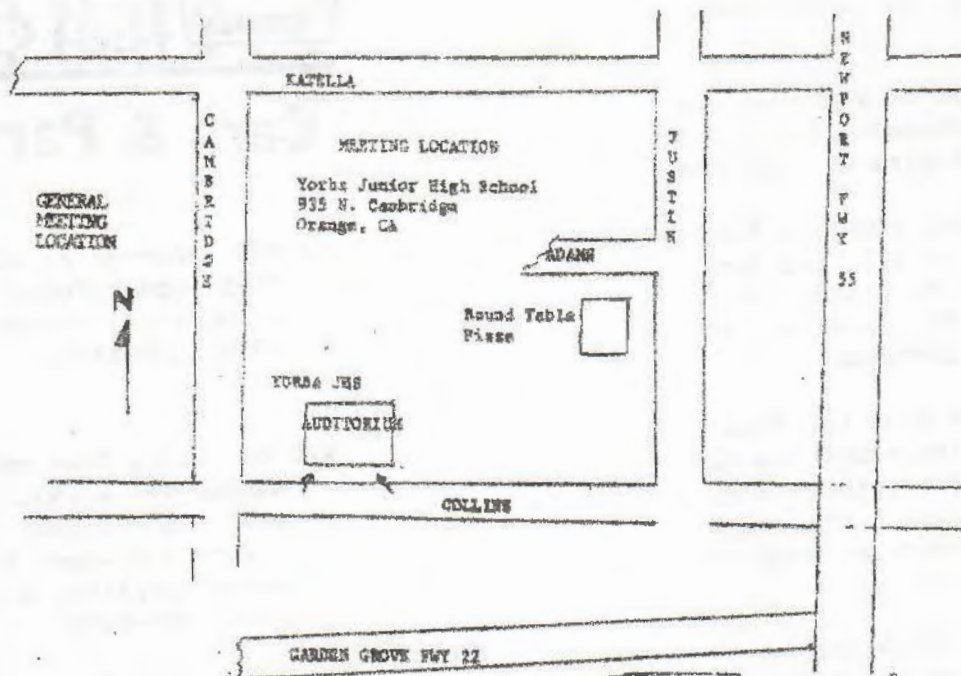 KATELLA
CAMBRIDGE
MEETING LOCATION
Yorba Junior High School
935 N. Cambridge
Orange, CA
GENERAL
MEETING
LOCATION
N
JUSTIN
NEWPORT FWY 55
ADAMS
Round Table
Pizza
YORBA JHS
AUDITORIUM
COLLINS
GARDEN GROVE FWY 22